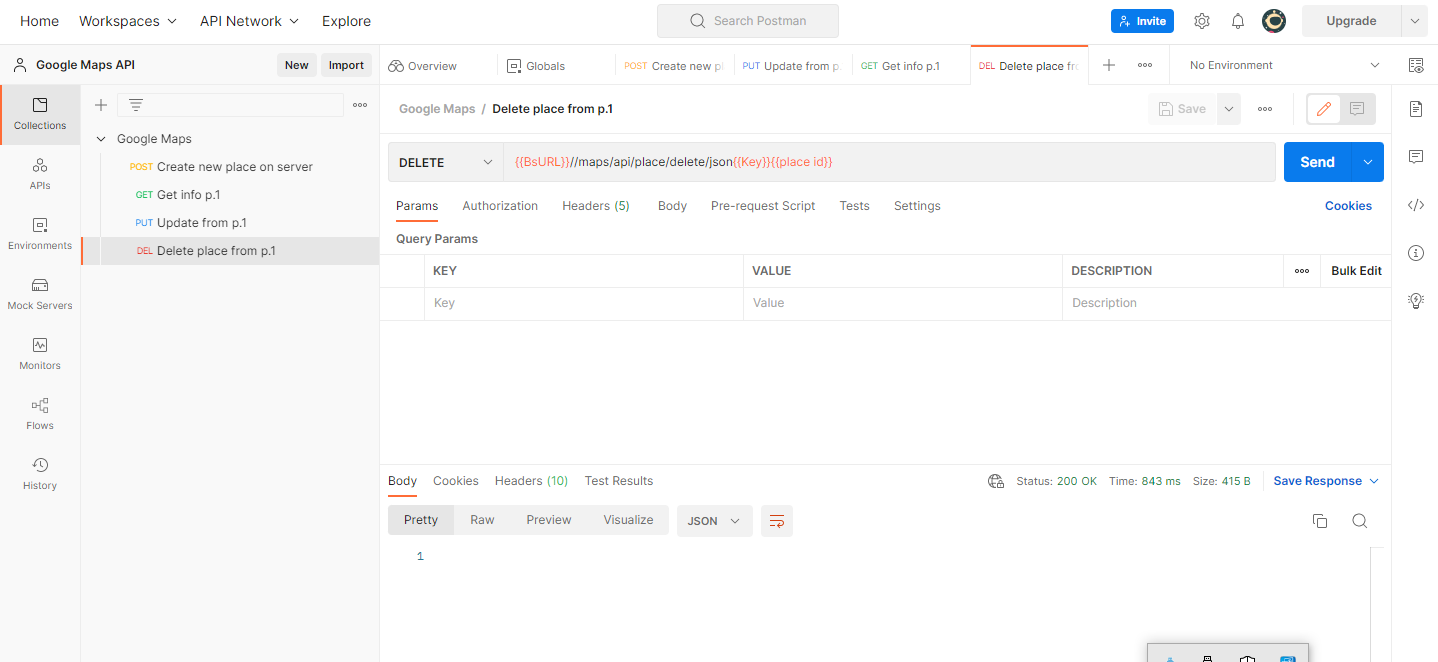 Home Workspaces API Network Explore Search Postman Invite Upgrade
Google Maps API New Import Overview Globals POST Create new pl PUT Update from p. GET Get info p.1 DEL Delete place fr No Environment
Collections
APIs
Environments
Mock Servers
Monitors
Flows
History
Google Maps
POST Create new place on server
GET Get info p.1
PUT Update from p.1
DEL Delete place from p.1
Google Maps / Delete place from p.1 Save
DELETE {{BsURL}}//maps/api/place/delete/json{{Key}}{{place id}} Send
Params Authorization Headers (5) Body Pre-request Script Tests Settings Cookies
Query Params
KEY VALUE DESCRIPTION Bulk Edit
Key Value Description
Body Cookies Headers (10) Test Results Status: 200 OK Time: 843 ms Size: 415 B Save Response
Pretty Raw Preview Visualize JSON
1